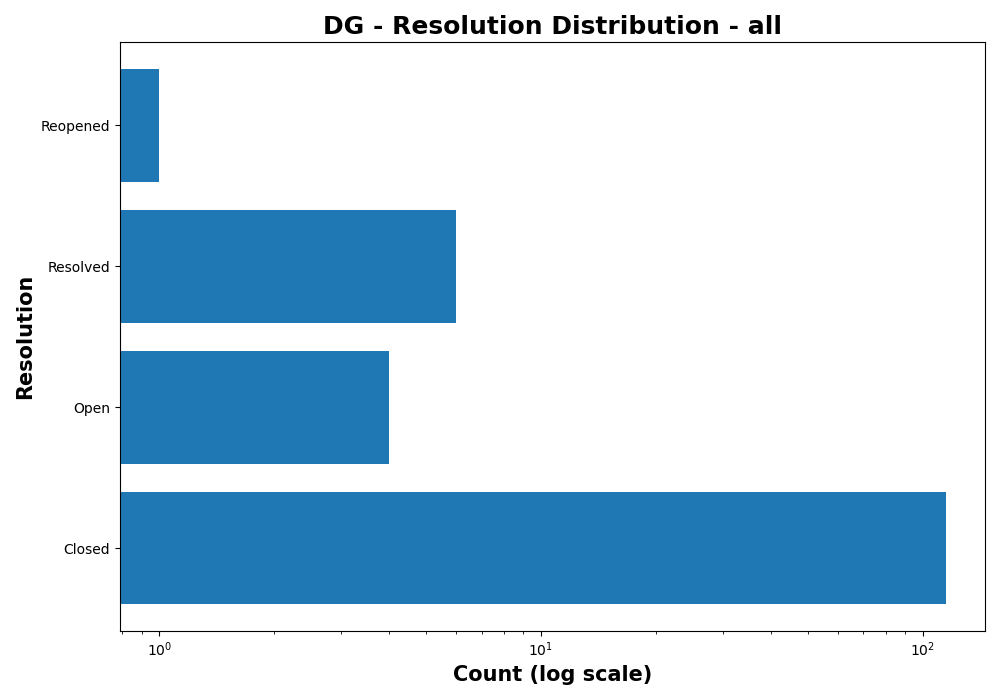 DG - Resolution Distribution - all
Resolution
Reopened
Resolved
Open
Closed
10⁰ 10¹ 10²
Count (log scale)